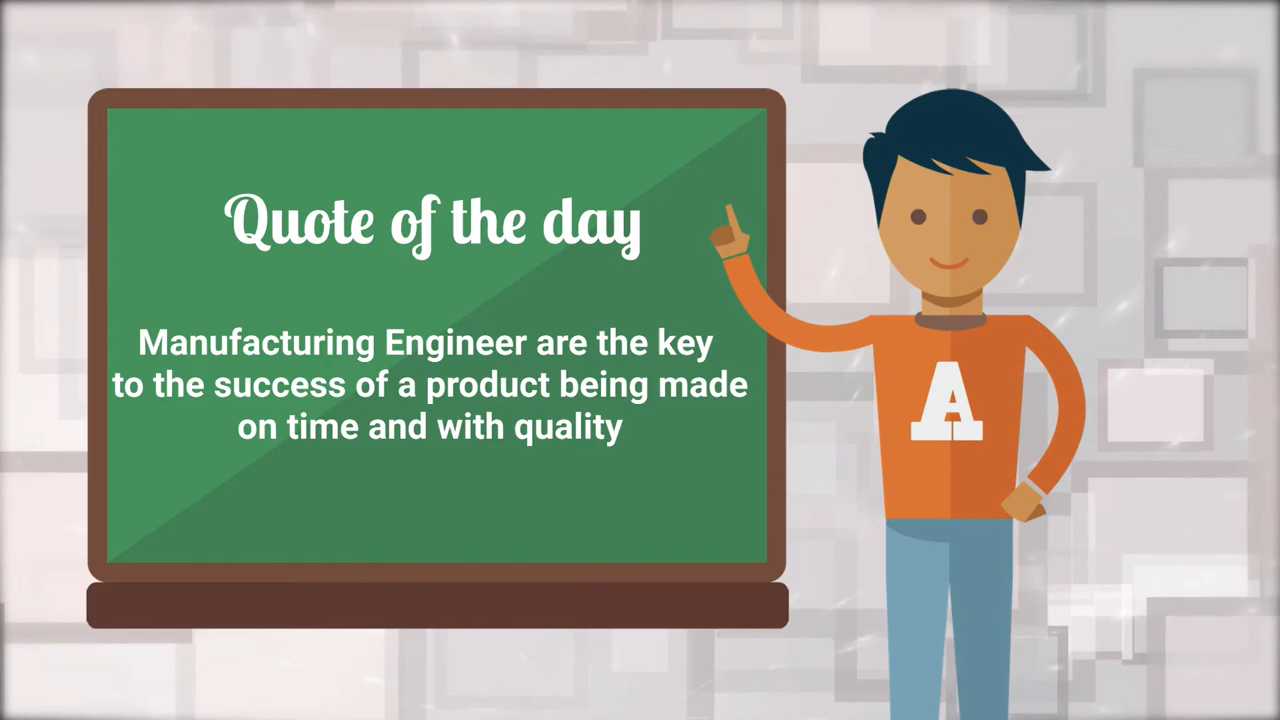 Quote of the day
Manufacturing Engineer are the key
to the success of a product being made
on time and with quality
A